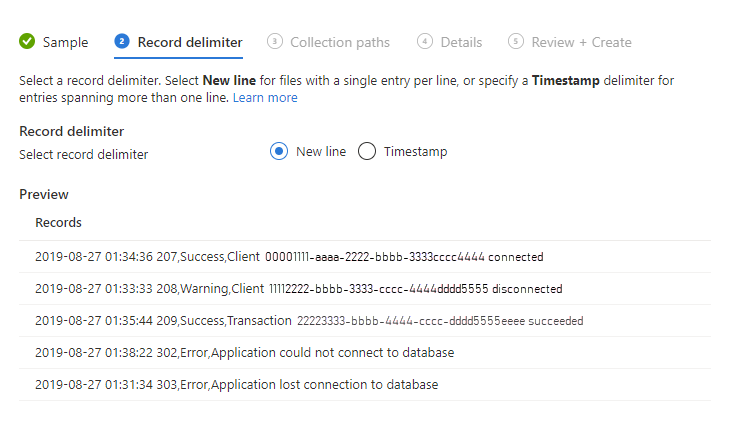 Sample 2 Record delimiter 3 Collection paths 4 Details 5 Review + Create
Select a record delimiter. Select New line for files with a single entry per line, or specify a Timestamp delimiter for
entries spanning more than one line. Learn more
Record delimiter
Select record delimiter New line Timestamp
Preview
Records
2019-08-27 01:34:36 207,Success,Client 00001111-aaaa-2222-bbbb-3333cccc4444 connected
2019-08-27 01:33:33 208,Warning,Client 11112222-bbbb-3333-cccc-4444dddd5555 disconnected
2019-08-27 01:35:44 209,Success,Transaction 22223333-bbbb-4444-cccc-dddd5555eeee succeeded
2019-08-27 01:38:22 302,Error,Application could not connect to database
2019-08-27 01:31:34 303,Error,Application lost connection to database